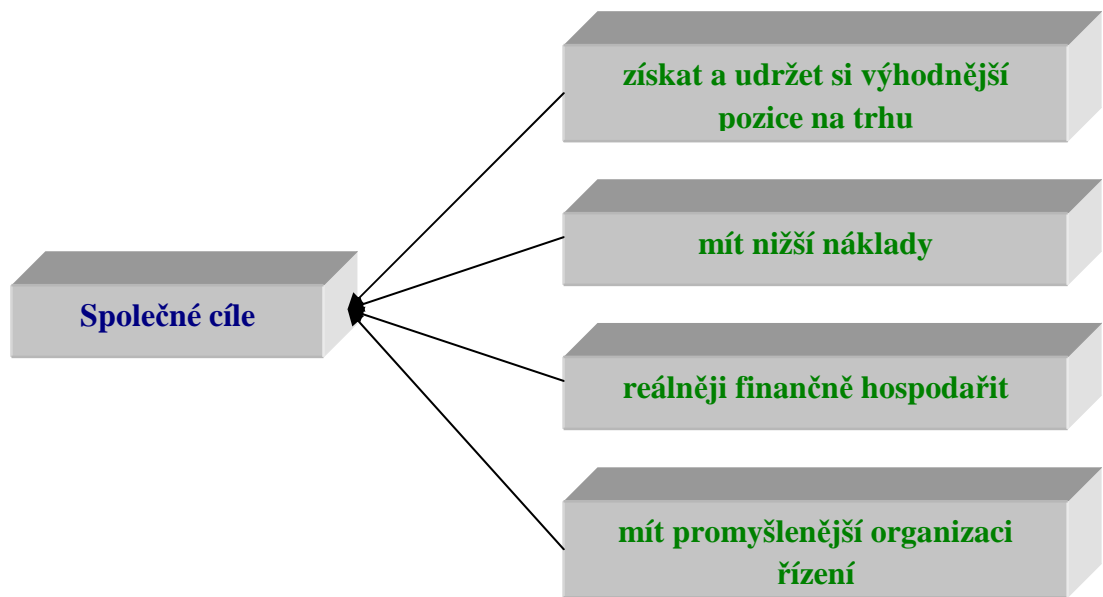 získat a udržet si výhodnější
pozice na trhu
mít nižší náklady
Společné cíle
reálněji finančně hospodařit
mít promyšlenější organizaci
řízení